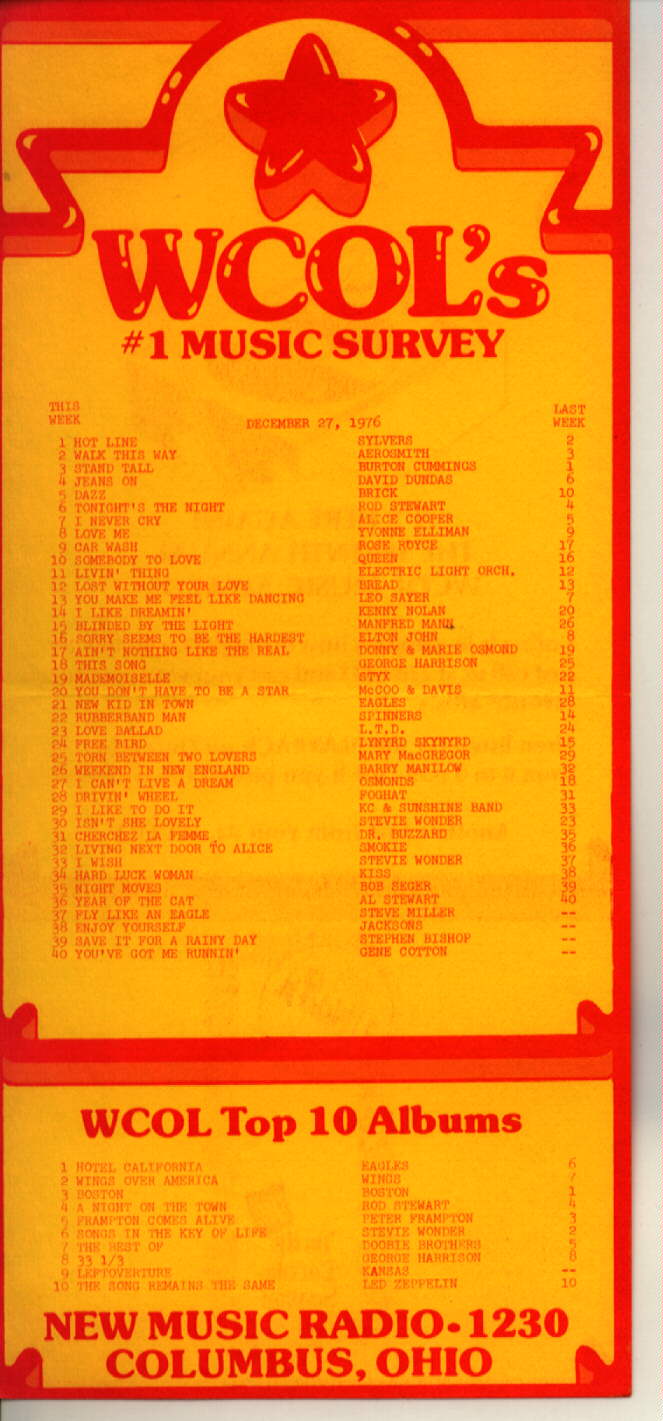 WCOL's
#1 MUSIC SURVEY
THIS WEEK DECEMBER 27, 1976 LAST WEEK
1 HOT LINE SYLVERS 2
2 WALK THIS WAY AEROSMITH 3
3 STAND TALL BURTON CUMMINGS 1
4 JEANS ON DAVID DUNDAS 6
5 DAZZ BRICK 10
6 TONIGHT'S THE NIGHT ROD STEWART 4
7 I NEVER CRY ALICE COOPER 5
8 LOVE ME YVONNE ELLIMAN 9
9 CAR WASH ROSE ROYCE 17
10 SOMEBODY TO LOVE QUEEN 16
11 LIVIN' THING ELECTRIC LIGHT ORCH. 12
12 LOST WITHOUT YOUR LOVE BREAD 13
13 YOU MAKE ME FEEL LIKE DANCING LEO SAYER 7
14 I LIKE DREAMIN' KENNY NOLAN 20
15 BLINDED BY THE LIGHT MANFRED MANN 26
16 SORRY SEEMS TO BE THE HARDEST ELTON JOHN 8
17 AIN'T NOTHING LIKE THE REAL DONNY & MARIE OSMOND 19
18 THIS SONG GEORGE HARRISON 25
19 MADEMOISELLE STYX 22
20 YOU DON'T HAVE TO BE A STAR McCOO & DAVIS 11
21 NEW KID IN TOWN EAGLES 28
22 RUBBERBAND MAN SPINNERS 14
23 LOVE BALLAD L.T.D. 24
24 FREE BIRD LYNYRD SKYNYRD 15
25 TORN BETWEEN TWO LOVERS MARY MacGREGOR 29
26 WEEKEND IN NEW ENGLAND BARRY MANILOW 32
27 I CAN'T LIVE A DREAM OSMONDS 18
28 DRIVIN' WHEEL FOGHAT 31
29 I LIKE TO DO IT KC & SUNSHINE BAND 33
30 ISN'T SHE LOVELY STEVIE WONDER 23
31 CHERCHEZ LA FEMME DR. BUZZARD 35
32 LIVING NEXT DOOR TO ALICE SMOKIE 36
33 I WISH STEVIE WONDER 37
34 HARD LUCK WOMAN KISS 38
35 NIGHT MOVES BOB SEGER 39
36 YEAR OF THE CAT AL STEWART 40
37 FLY LIKE AN EAGLE STEVE MILLER --
38 ENJOY YOURSELF JACKSONS --
39 SAVE IT FOR A RAINY DAY STEPHEN BISHOP --
40 YOU'VE GOT ME RUNNIN' GENE COTTON --
WCOL Top 10 Albums
1 HOTEL CALIFORNIA EAGLES 6
2 WINGS OVER AMERICA WINGS 7
3 BOSTON BOSTON 1
4 A NIGHT ON THE TOWN ROD STEWART 4
5 FRAMPTON COMES ALIVE PETER FRAMPTON 3
6 SONGS IN THE KEY OF LIFE STEVIE WONDER 2
7 THE BEST OF DOOBIE BROTHERS 5
8 33 1/3 GEORGE HARRISON 8
9 LEFTOVERTURE KANSAS --
10 THE SONG REMAINS THE SAME LED ZEPPELIN 10
NEW MUSIC RADIO-1230
COLUMBUS, OHIO